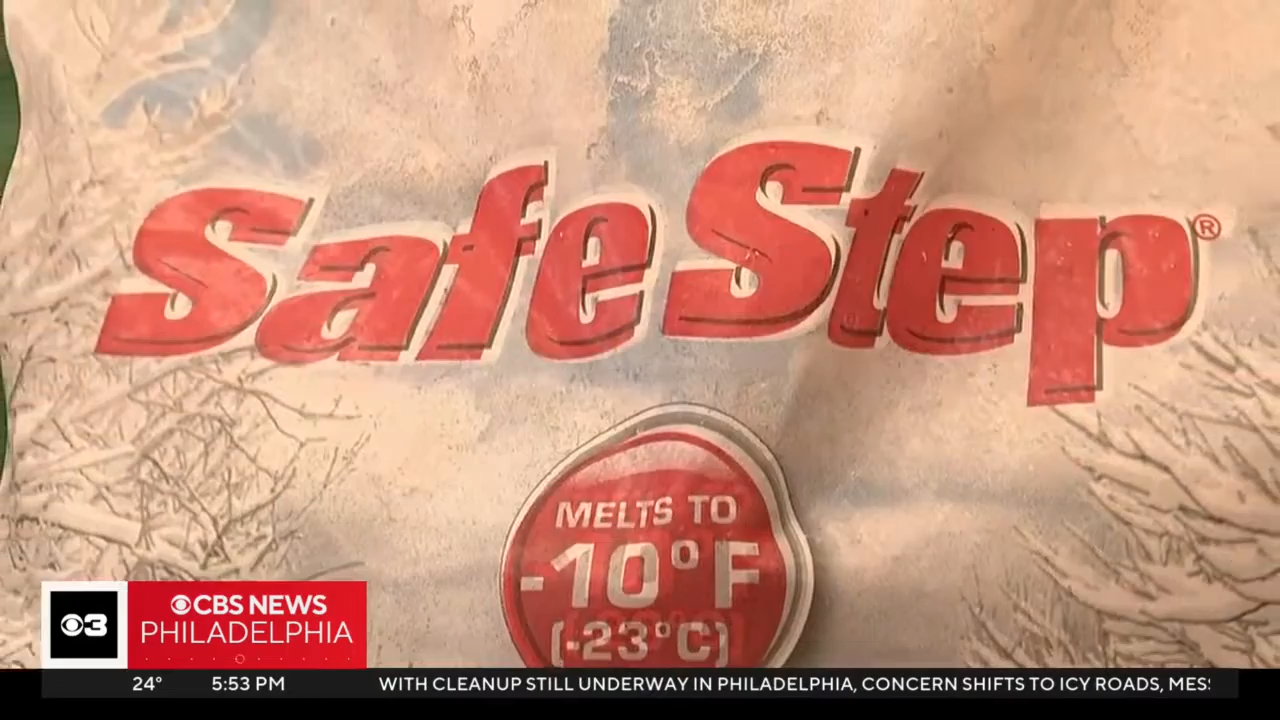 SafeStep®
MELTS TO
-10°F
(-23°C)
3
CBS NEWS
PHILADELPHIA
24° 5:53 PM WITH CLEANUP STILL UNDERWAY IN PHILADELPHIA, CONCERN SHIFTS TO ICY ROADS,